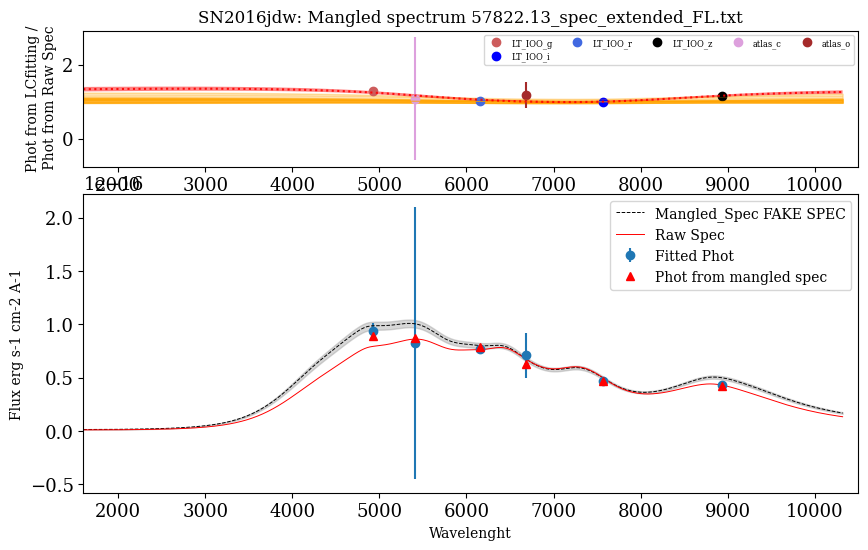 SN2016jdw: Mangled spectrum 57822.13_spec_extended_FL.txt
Phot from LCfitting /
Phot from Raw Spec
2
0
LT_IOO_g LT_IOO_r LT_IOO_z atlas_c atlas_o
LT_IOO_i
2000 3000 4000 5000 6000 7000 8000 9000 10000
1e−16
Flux erg s-1 cm-2 A-1
2.0
1.5
1.0
0.5
0.0
−0.5
Mangled_Spec FAKE SPEC
Raw Spec
Fitted Phot
Phot from mangled spec
2000 3000 4000 5000 6000 7000 8000 9000 10000
Wavelenght